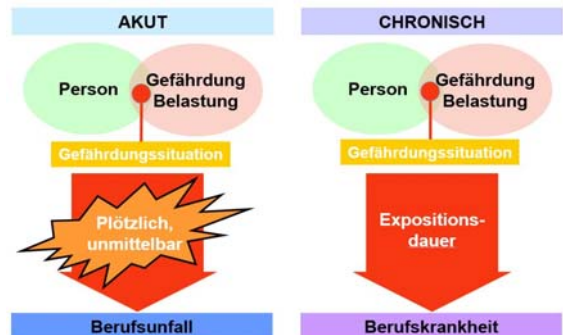 AKUT
Person
Gefährdung
Belastung
Gefährdungssituation
Plötzlich,
unmittelbar
Berufsunfall
CHRONISCH
Person
Gefährdung
Belastung
Gefährdungssituation
Expositions-
dauer
Berufskrankheit